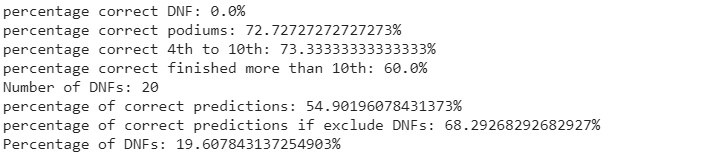 percentage correct DNF: 0.0%
percentage correct podiums: 72.72727272727273%
percentage correct 4th to 10th: 73.33333333333333%
percentage correct finished more than 10th: 60.0%
Number of DNFs: 20
percentage of correct predictions: 54.90196078431373%
percentage of correct predictions if exclude DNFs: 68.29268292682927%
Percentage of DNFs: 19.607843137254903%